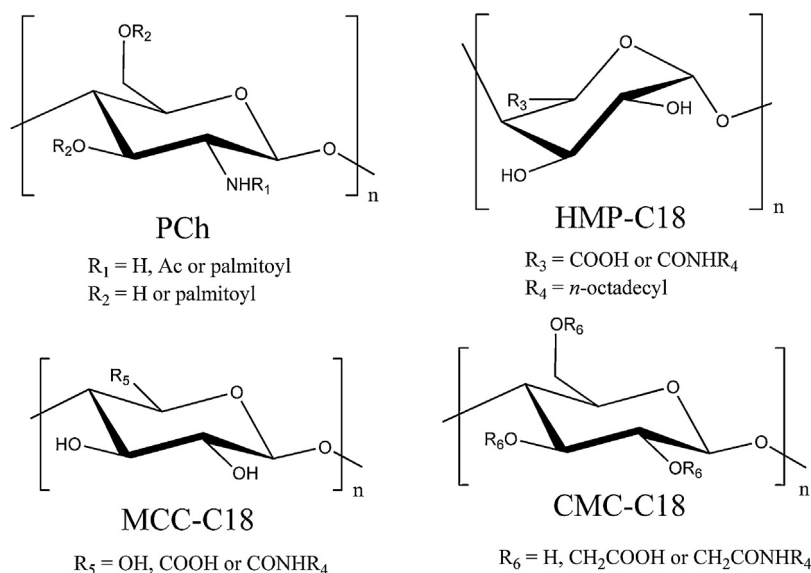 OR₂
O
R₂O
O
NHR₁
n
PCh
R₁ = H, Ac or palmitoyl
R₂ = H or palmitoyl
O
R₃
OH
O
HO
n
HMP-C18
R₃ = COOH or CONHR₄
R₄ = n-octadecyl
R₅
O
HO
O
OH
n
MCC-C18
R₅ = OH, COOH or CONHR₄
OR₆
O
R₆O
O
OR₆
n
CMC-C18
R₆ = H, CH₂COOH or CH₂CONHR₄